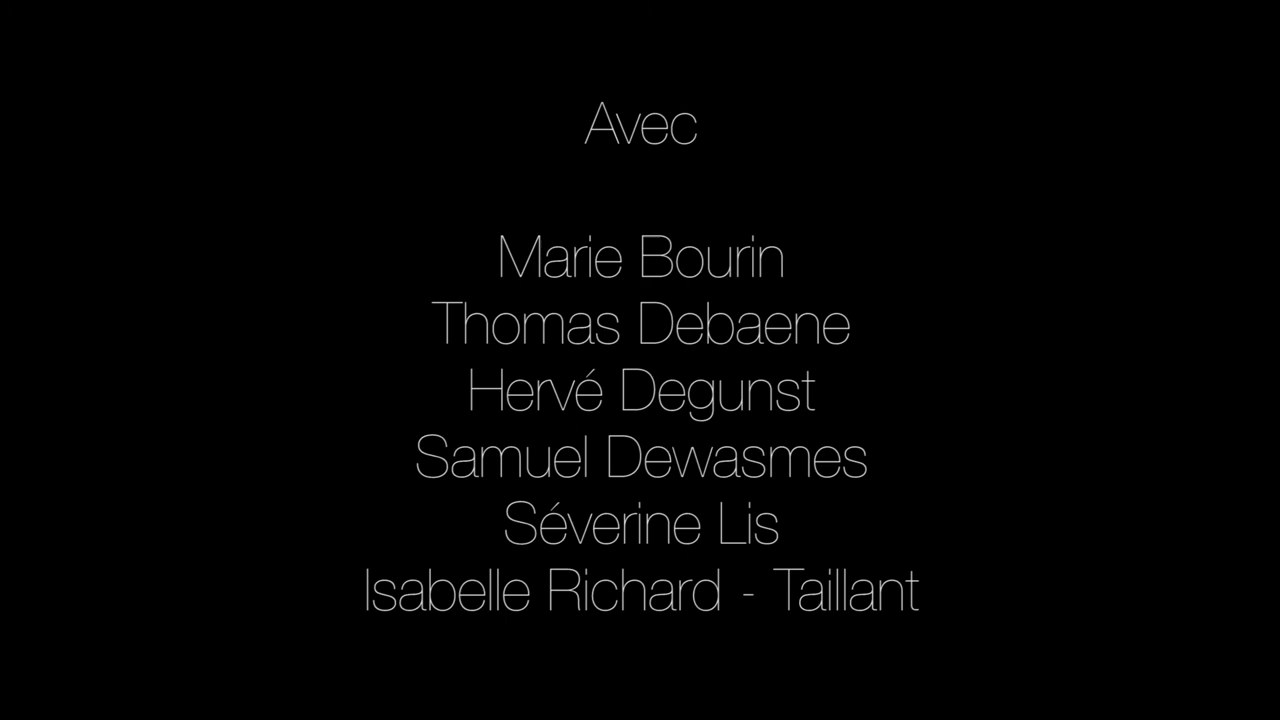 Avec
Marie Bourin
Thomas Debaene
Hervé Degunst
Samuel Dewasmes
Séverine Lis
Isabelle Richard - Taillant